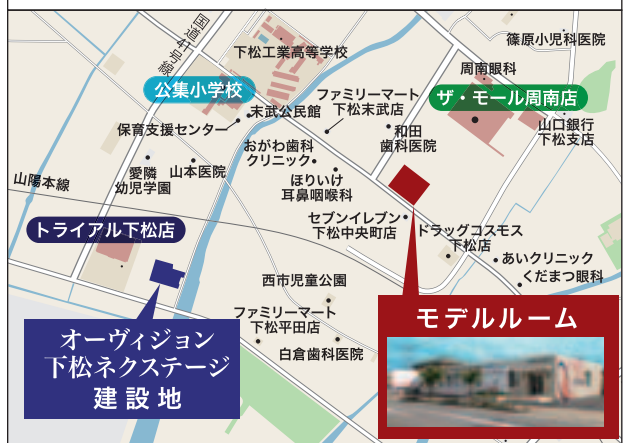 国道47号線
下松工業高等学校
篠原小児科医院
周南眼科
公集小学校
ファミリーマート
下松末武店
ザ・モール周南店
末武公民館
保育支援センター
和田
歯科医院
山口銀行
下松支店
おがわ歯科
クリニック
愛隣
幼児学園
山本医院
ほりいけ
耳鼻咽喉科
山陽本線
セブンイレブン
下松中央町店
トライアル下松店
ドラッグコスモス
下松店
あいクリニック
くだまつ眼科
西市児童公園
ファミリーマート
下松平田店
白倉歯科医院
オーヴィジョン
下松ネクステージ
建設地
モデルルーム